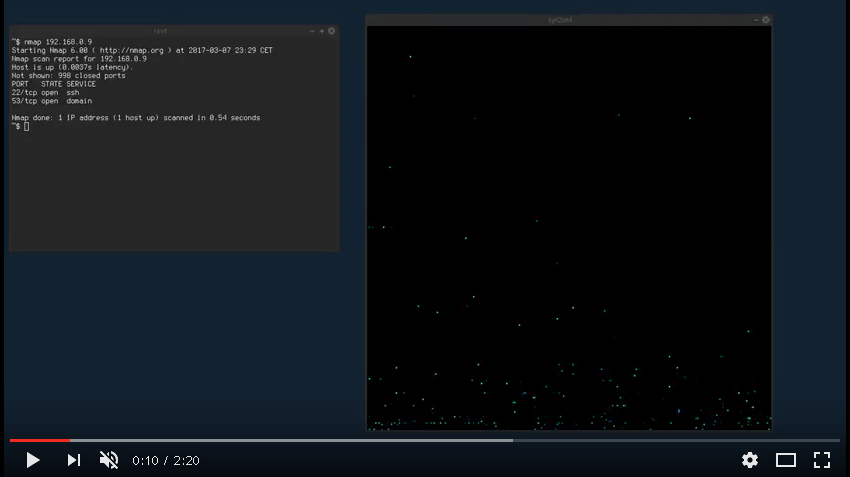 rxvt
~$ nmap 192.168.0.9
Starting Nmap 6.00 ( http://nmap.org ) at 2017-03-07 23:29 CET
Nmap scan report for 192.168.0.9
Host is up (0.0037s latency).
Not shown: 998 closed ports
PORT   STATE SERVICE
22/tcp open  ssh
53/tcp open  domain
Nmap done: 1 IP address (1 host up) scanned in 0.54 seconds
~$
0:10 / 2:20